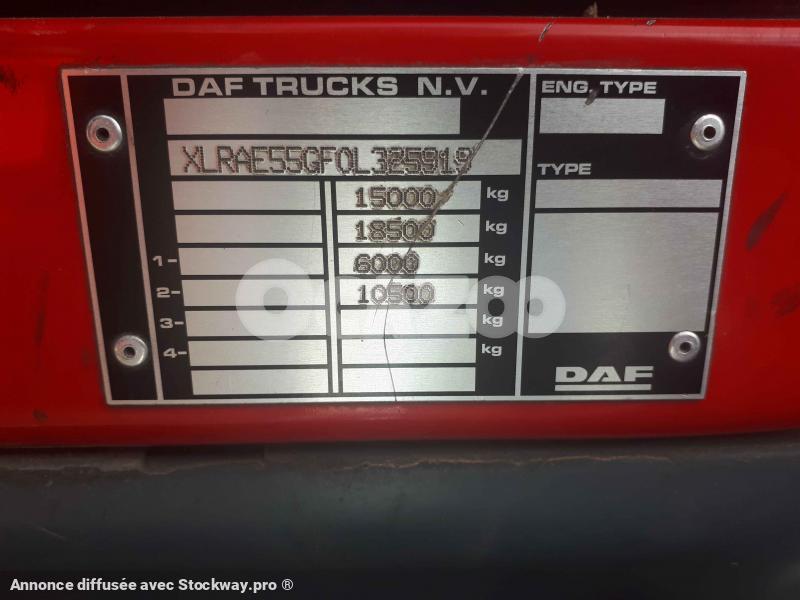 DAF TRUCKS N.V.
ENG. TYPE
XLRAE55GF0L325919
TYPE
15000 kg
18500 kg
1- 6000 kg
2- 10500 kg
3- kg
4- kg
DAF
Annonce diffusée avec Stockway.pro ®